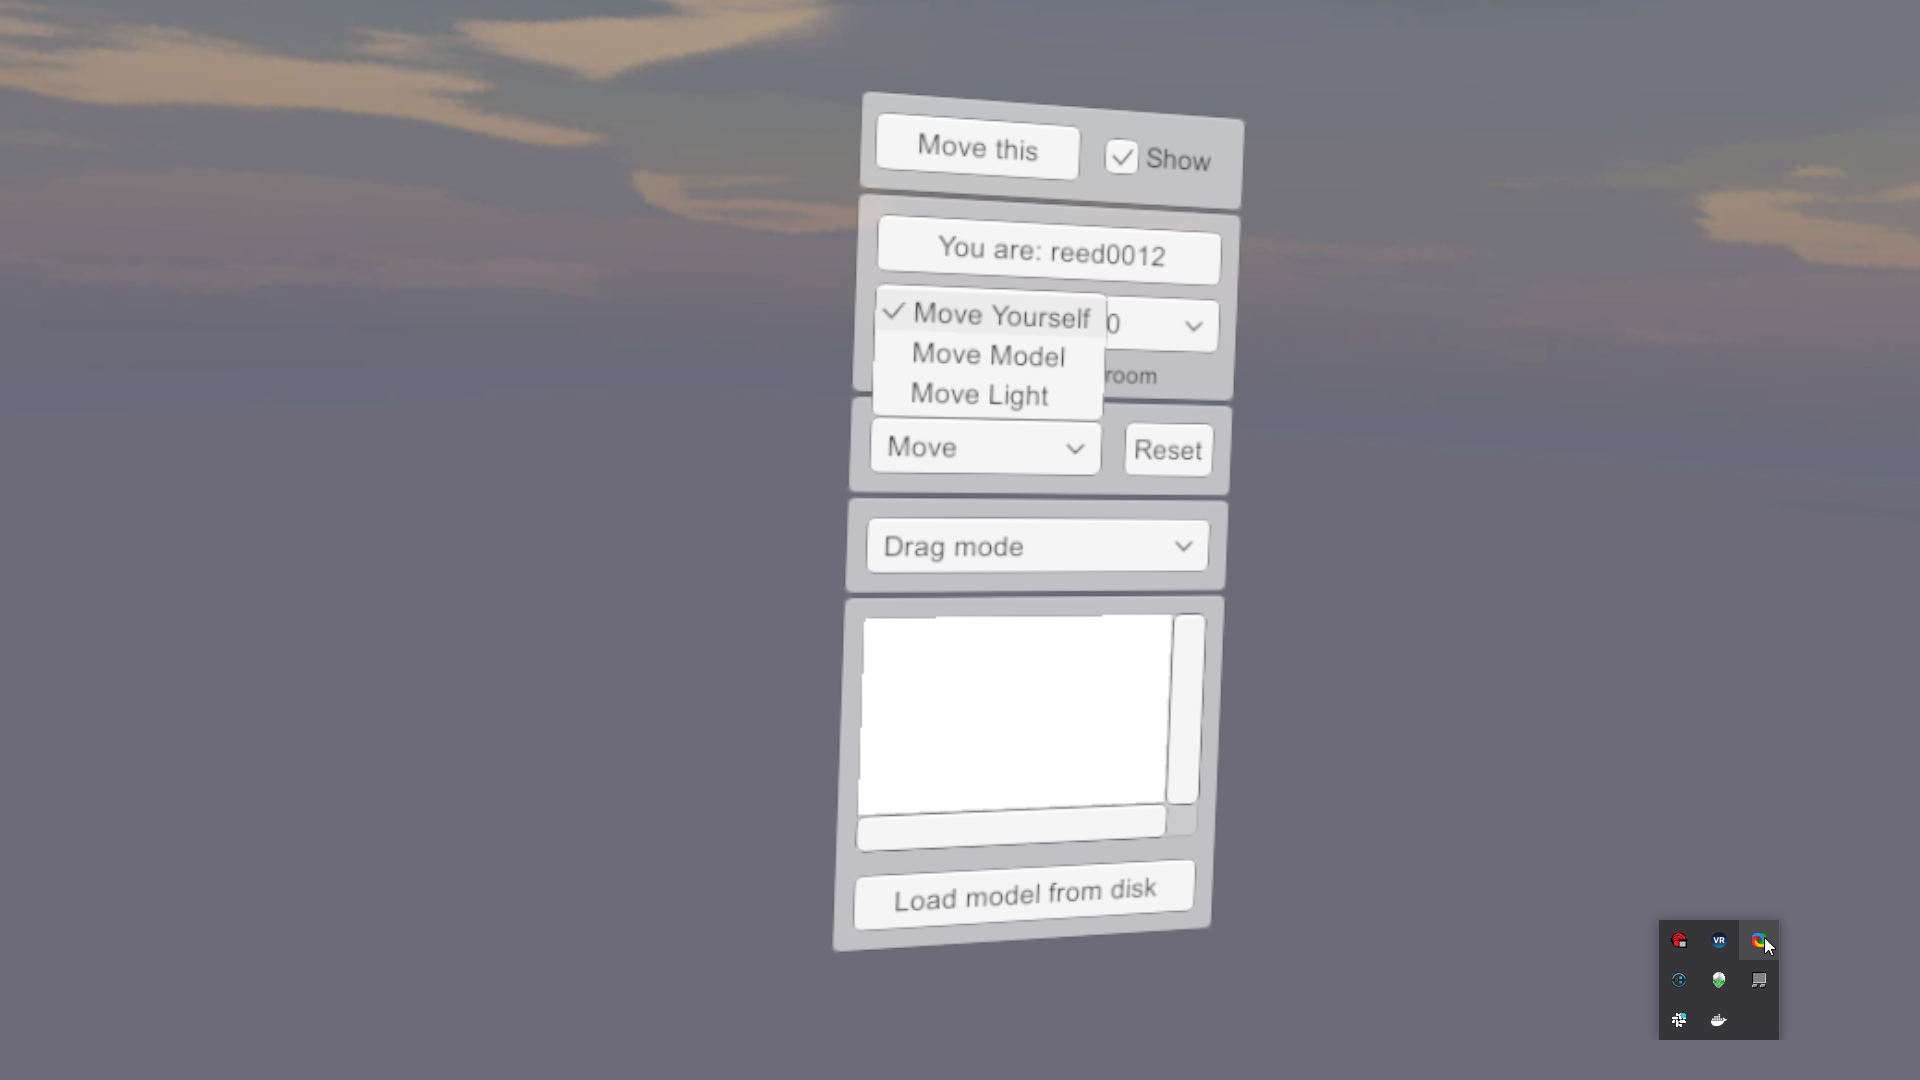 Move this
Show
You are: reed0012
Move Yourself
0
Move Model
room
Move Light
Move
Reset
Drag mode
Load model from disk
VR